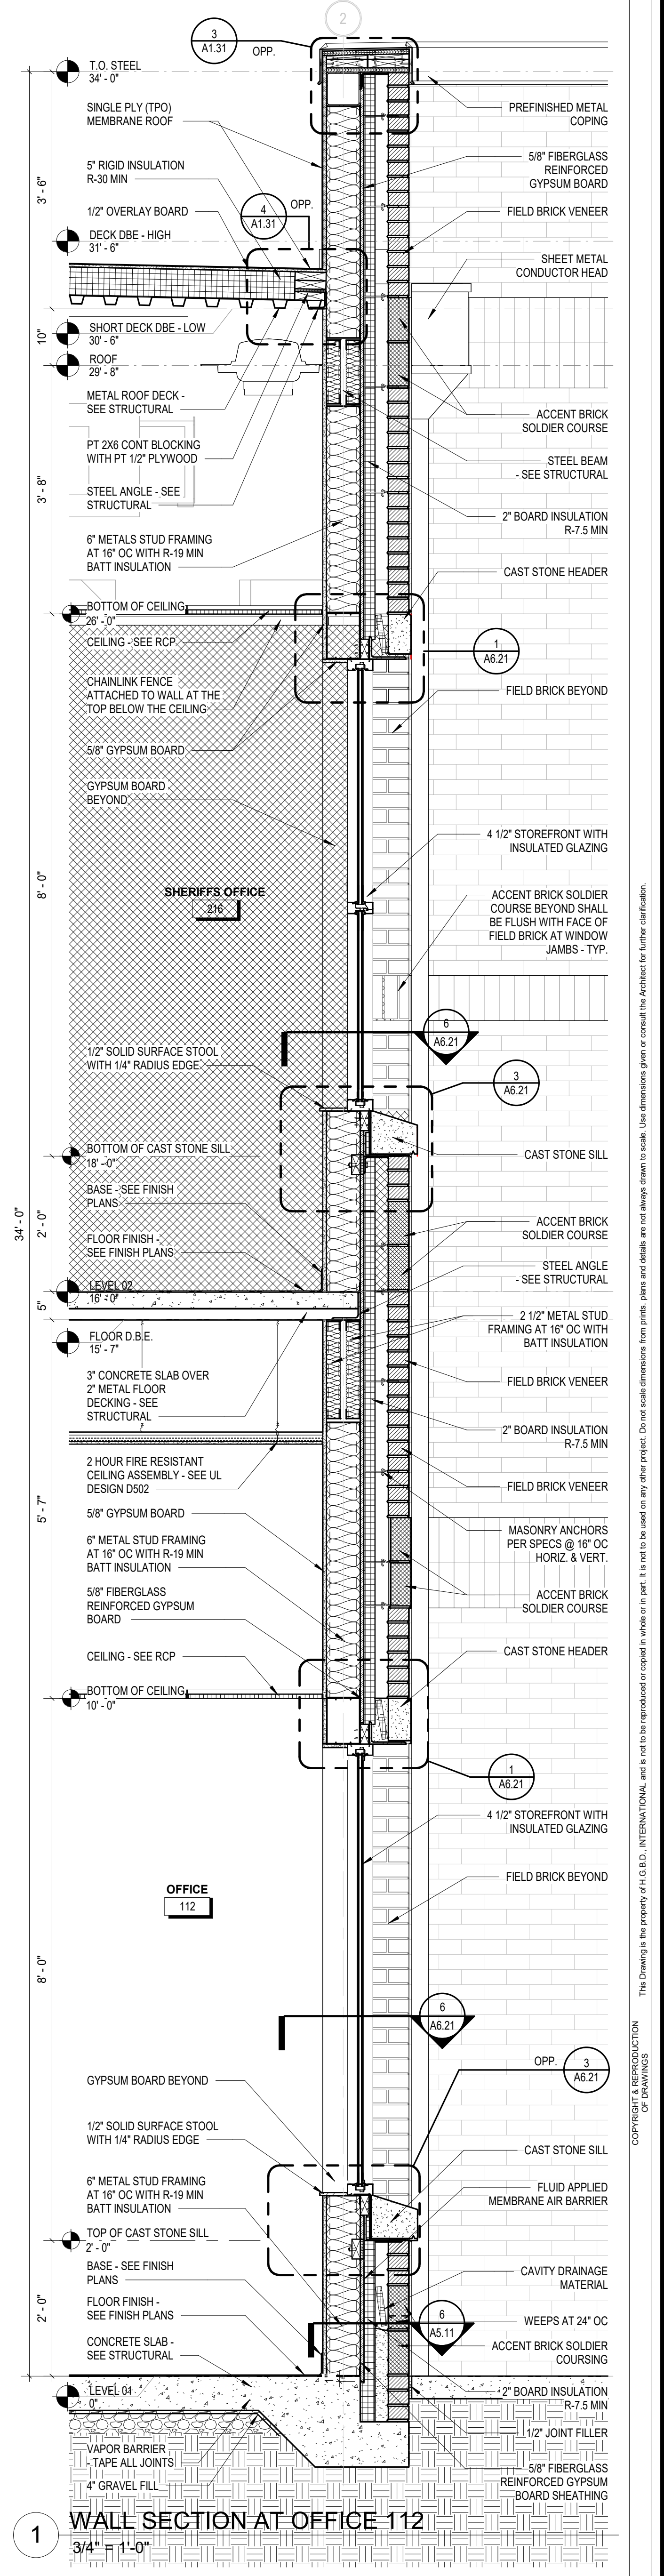 2
3
A1.31
OPP.
T.O. STEEL
34' - 0"
SINGLE PLY (TPO)
MEMBRANE ROOF
PREFINISHED METAL
COPING
5" RIGID INSULATION
R-30 MIN
5/8" FIBERGLASS
REINFORCED
GYPSUM BOARD
3' - 6"
4
A1.31
OPP.
1/2" OVERLAY BOARD
FIELD BRICK VENEER
DECK DBE - HIGH
31' - 6"
SHEET METAL
CONDUCTOR HEAD
10"
SHORT DECK DBE - LOW
30' - 6"
ROOF
29' - 8"
METAL ROOF DECK -
SEE STRUCTURAL
ACCENT BRICK
SOLDIER COURSE
PT 2X6 CONT BLOCKING
WITH PT 1/2" PLYWOOD
STEEL BEAM
- SEE STRUCTURAL
3' - 8"
STEEL ANGLE - SEE
STRUCTURAL
2" BOARD INSULATION
R-7.5 MIN
6" METALS STUD FRAMING
AT 16" OC WITH R-19 MIN
BATT INSULATION
CAST STONE HEADER
BOTTOM OF CEILING
26' - 0"
CEILING - SEE RCP
1
A6.21
CHAINLINK FENCE
ATTACHED TO WALL AT THE
TOP BELOW THE CEILING
FIELD BRICK BEYOND
5/8" GYPSUM BOARD
GYPSUM BOARD
BEYOND
4 1/2" STOREFRONT WITH
INSULATED GLAZING
8' - 0"
SHERIFFS OFFICE
216
ACCENT BRICK SOLDIER
COURSE BEYOND SHALL
BE FLUSH WITH FACE OF
FIELD BRICK AT WINDOW
JAMBS - TYP.
6
A6.21
1/2" SOLID SURFACE STOOL
WITH 1/4" RADIUS EDGE
3
A6.21
BOTTOM OF CAST STONE SILL
18' - 0"
CAST STONE SILL
BASE - SEE FINISH
PLANS
34' - 0"
2' - 0"
ACCENT BRICK
SOLDIER COURSE
FLOOR FINISH -
SEE FINISH PLANS
STEEL ANGLE
- SEE STRUCTURAL
LEVEL 02
16' - 0"
5"
2 1/2" METAL STUD
FRAMING AT 16" OC WITH
BATT INSULATION
FLOOR D.B.E.
15' - 7"
3" CONCRETE SLAB OVER
2" METAL FLOOR
DECKING - SEE
STRUCTURAL
FIELD BRICK VENEER
2" BOARD INSULATION
R-7.5 MIN
2 HOUR FIRE RESISTANT
CEILING ASSEMBLY - SEE UL
DESIGN D502
FIELD BRICK VENEER
5' - 7"
5/8" GYPSUM BOARD
MASONRY ANCHORS
PER SPECS @ 16" OC
HORIZ. & VERT.
6" METAL STUD FRAMING
AT 16" OC WITH R-19 MIN
BATT INSULATION
5/8" FIBERGLASS
REINFORCED GYPSUM
BOARD
ACCENT BRICK
SOLDIER COURSE
CEILING - SEE RCP
CAST STONE HEADER
BOTTOM OF CEILING
10' - 0"
1
A6.21
4 1/2" STOREFRONT WITH
INSULATED GLAZING
OFFICE
112
FIELD BRICK BEYOND
8' - 0"
6
A6.21
OPP.
3
A6.21
GYPSUM BOARD BEYOND
1/2" SOLID SURFACE STOOL
WITH 1/4" RADIUS EDGE
CAST STONE SILL
6" METAL STUD FRAMING
AT 16" OC WITH R-19 MIN
BATT INSULATION
FLUID APPLIED
MEMBRANE AIR BARRIER
TOP OF CAST STONE SILL
2' - 0"
BASE - SEE FINISH
PLANS
CAVITY DRAINAGE
MATERIAL
2' - 0"
FLOOR FINISH -
SEE FINISH PLANS
6
A5.11
WEEPS AT 24" OC
CONCRETE SLAB -
SEE STRUCTURAL
ACCENT BRICK SOLDIER
COURSING
LEVEL 01
0"
2" BOARD INSULATION
R-7.5 MIN
1/2" JOINT FILLER
VAPOR BARRIER
- TAPE ALL JOINTS
5/8" FIBERGLASS
REINFORCED GYPSUM
BOARD SHEATHING
4" GRAVEL FILL
1
WALL SECTION AT OFFICE 112
3/4" = 1'-0"
COPYRIGHT & REPRODUCTION
OF DRAWINGS
This Drawing is the property of H.G.B.D., INTERNATIONAL and is not to be reproduced or copied in whole or in part. It is not to be used on any other project. Do not scale dimensions from prints, plans and details are not always drawn to scale. Use dimensions given or consult the Architect for further clarification.